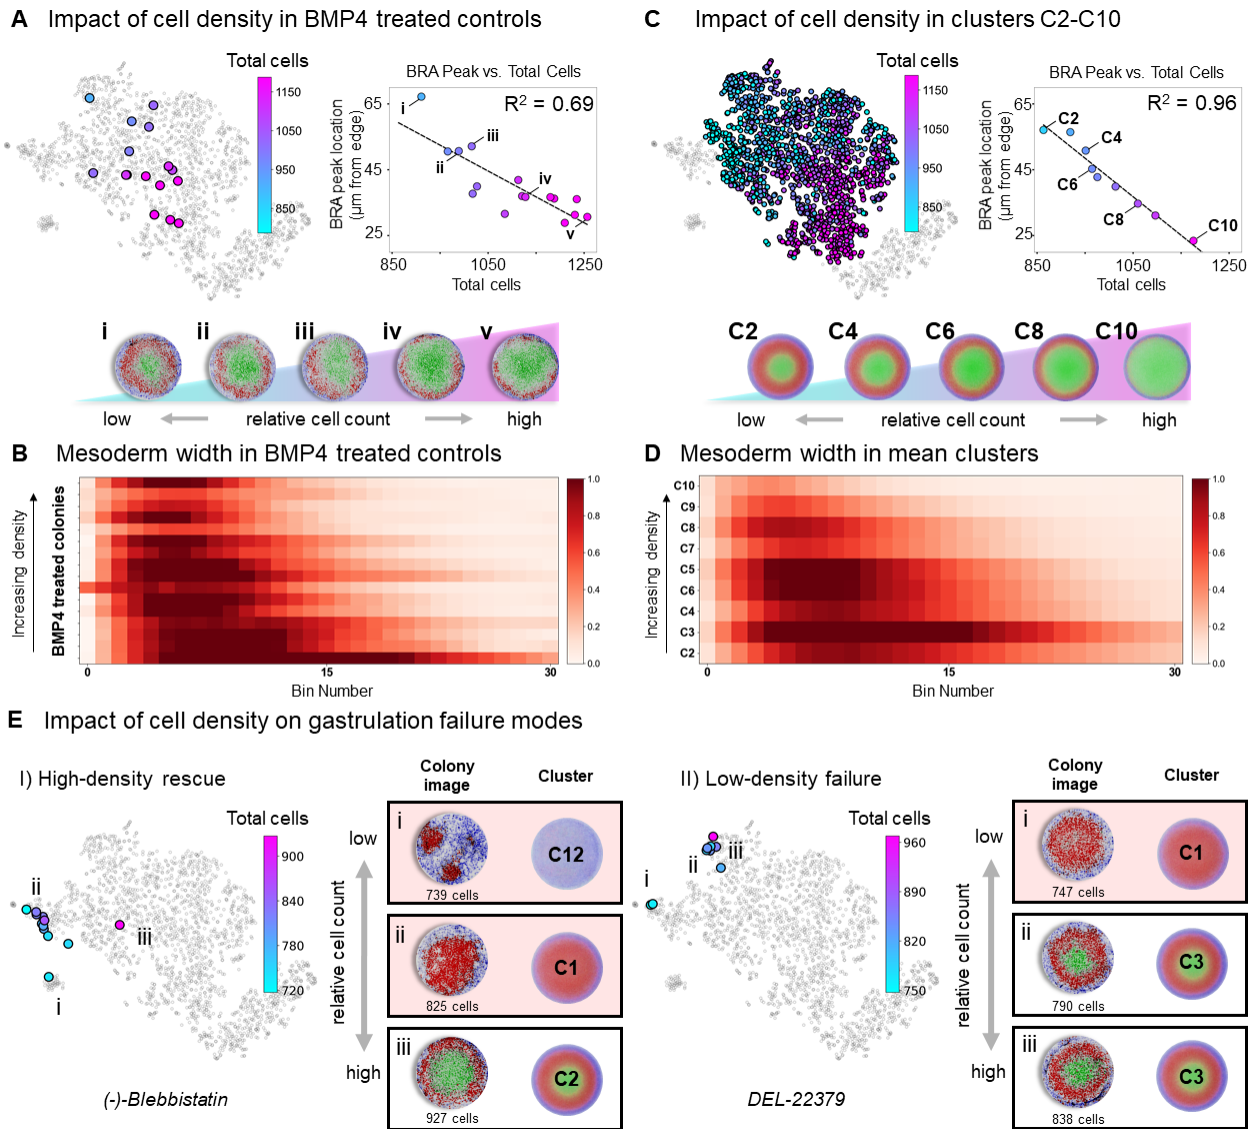 A Impact of cell density in BMP4 treated controls
Total cells
1150
1050
950
850
BRA Peak vs. Total Cells
R² = 0.69
BRA peak location
(µm from edge)
65
45
25
i
ii
iii
iv
v
850
1050
1250
Total cells
i
ii
iii
iv
v
low
relative cell count
high
C Impact of cell density in clusters C2-C10
Total cells
1150
1050
950
850
BRA Peak vs. Total Cells
R² = 0.96
BRA peak location
(µm from edge)
65
45
25
C2
C4
C6
C8
C10
850
1050
1250
Total cells
C2
C4
C6
C8
C10
low
relative cell count
high
B Mesoderm width in BMP4 treated controls
Increasing density
BMP4 treated colonies
0
15
30
Bin Number
1.0
0.8
0.6
0.4
0.2
0.0
D Mesoderm width in mean clusters
Increasing density
C10
C9
C8
C7
C5
C6
C4
C3
C2
0
15
30
Bin Number
1.0
0.8
0.6
0.4
0.2
0.0
E Impact of cell density on gastrulation failure modes
I) High-density rescue
Total cells
900
840
780
720
ii
iii
i
(-)-Blebbistatin
low
relative cell count
high
Colony
image
Cluster
i
C12
739 cells
ii
C1
825 cells
iii
C2
927 cells
II) Low-density failure
Total cells
960
890
820
750
i
ii
iii
DEL-22379
low
relative cell count
high
Colony
image
Cluster
i
C1
747 cells
ii
C3
790 cells
iii
C3
838 cells